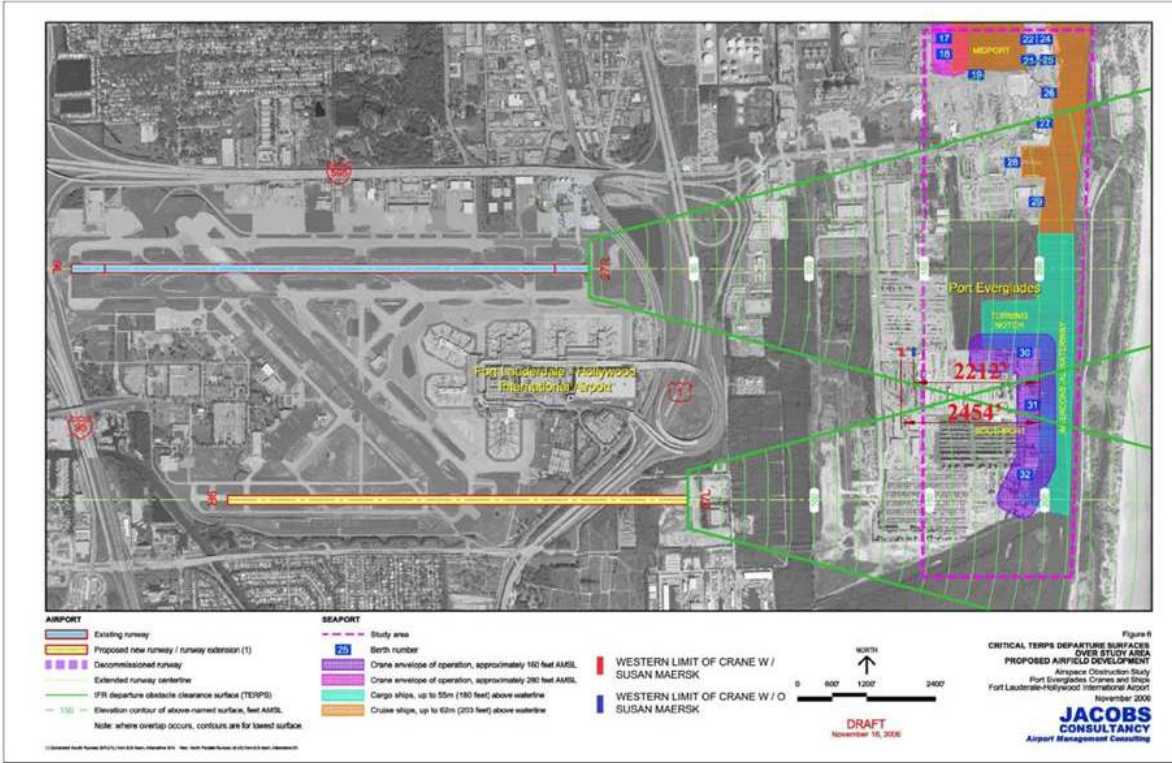 17
18
MIDPORT
22
24
21
25
19
26
27
28
29
595
27R
Port Everglades
TURNING
NOTCH
30
2212'
31
2454'
SOUTHPORT
32
Fort Lauderdale - Hollywood
International Airport
1
95
27L
AIRPORT
Existing runway
Proposed new runway / runway extension (1)
Decommissioned runway
Extended runway centerline
IFR departure obstacle clearance surface (TERPS)
Elevation contour of above-named surface, feet AMSL
Note: where overlap occurs, contours are for lowest surface.
SEAPORT
Study area
25
Berth number
Crane envelope of operation, approximately 160 feet AMSL
Crane envelope of operation, approximately 280 feet AMSL
Cargo ships, up to 55m (180 feet) above waterline
Cruise ships, up to 62m (203 feet) above waterline
WESTERN LIMIT OF CRANE W /
SUSAN MAERSK
WESTERN LIMIT OF CRANE W / O
SUSAN MAERSK
NORTH
0 600' 1200' 2400'
DRAFT
November 16, 2006
Figure 6
CRITICAL TERPS DEPARTURE SURFACES
OVER STUDY AREA
PROPOSED AIRFIELD DEVELOPMENT
Airspace Obstruction Study
Port Everglades Cranes and Ships
Fort Lauderdale-Hollywood International Airport
November 2006
JACOBS
CONSULTANCY
Airport Management Consulting